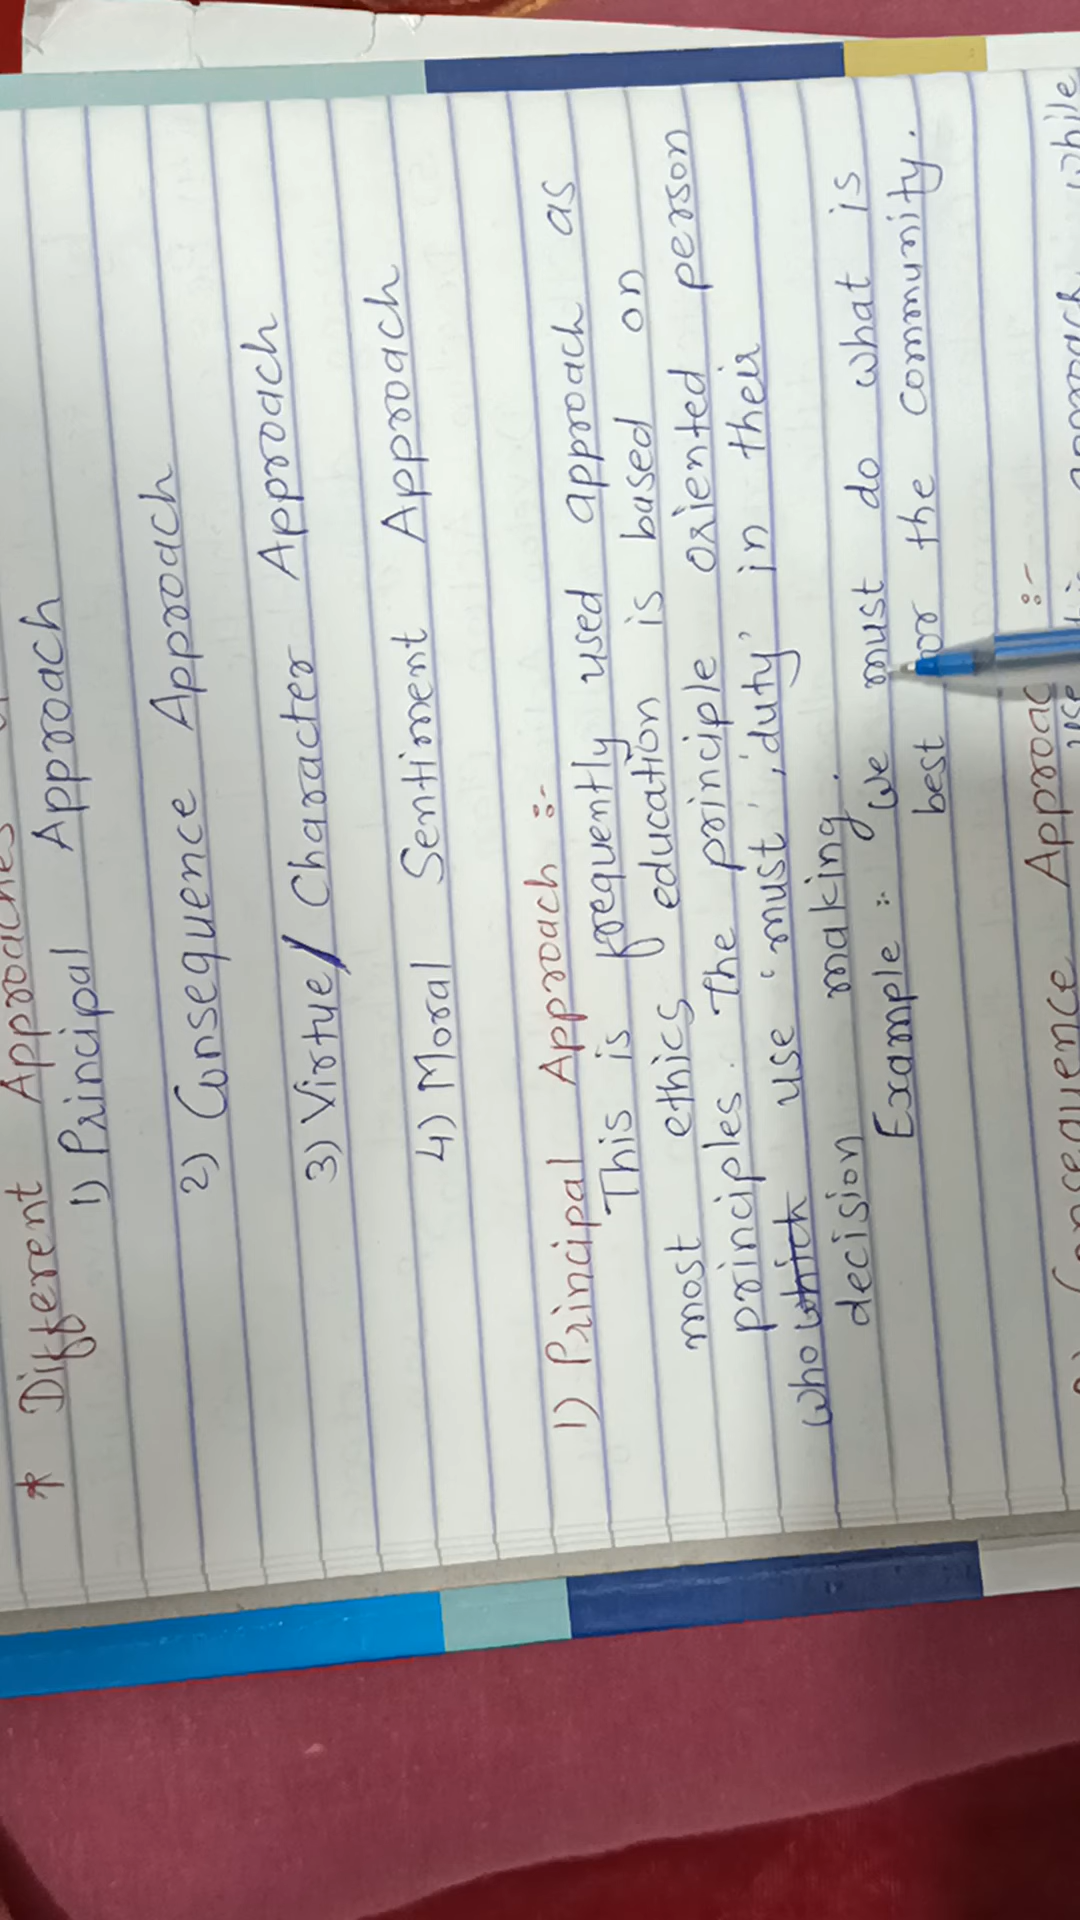 * Different Approaches
1) Principal Approach
2) Consequence Approach
3) Virtue/ Character Approach
4) Moral Sentiment Approach
1) Principal Approach :-
This is frequently used approach as
most ethics education is based on
principles. The principle oriented person
who which use 'must', 'duty' in their
decision making.
Example :- We must do what is
best for the community.
Consequence Approach :-
use approach while